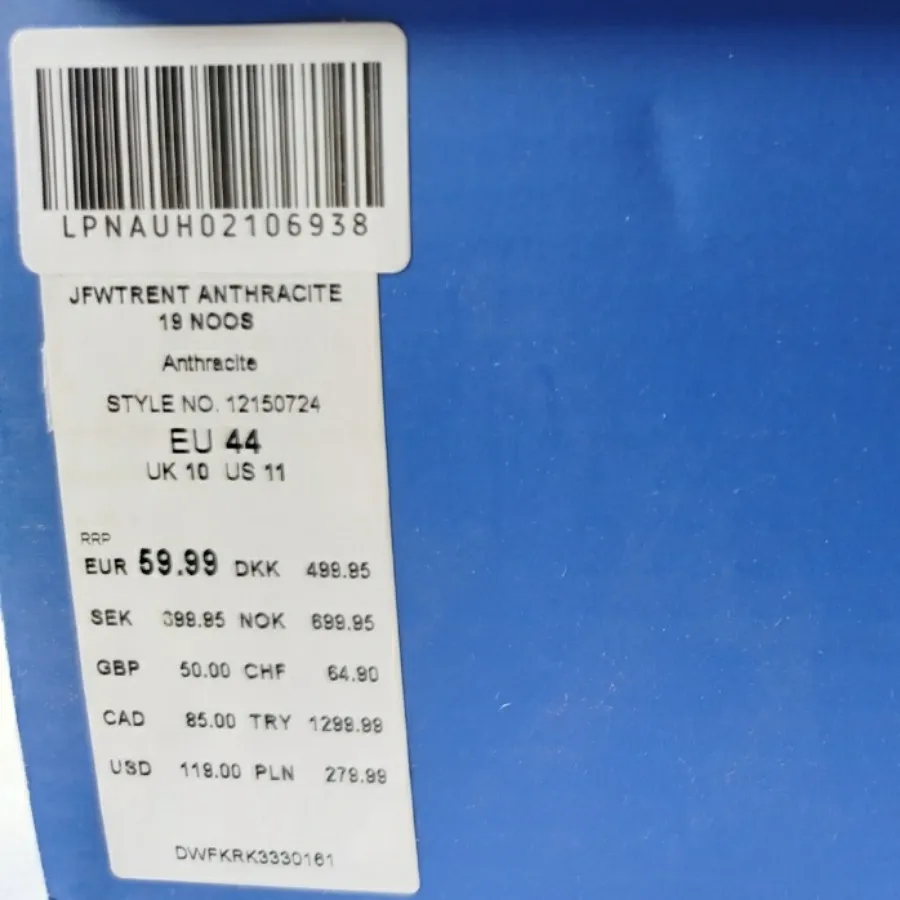 LPNAUH02106938
JFWTRENT ANTHRACITE
19 NOOS
Anthracite
STYLE NO. 12150724
EU 44
UK 10 US 11
RRP
EUR 59.99 DKK 499.95
SEK 399.95 NOK 699.95
GBP 50.00 CHF 64.90
CAD 85.00 TRY 1299.99
USD 119.00 PLN 279.99
DWFKRK3330161